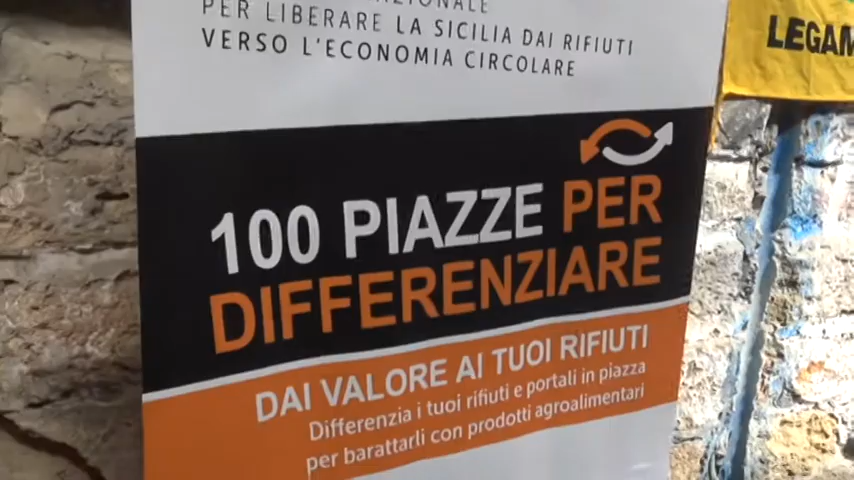 PER LIBERARE LA SICILIA DAI RIFIUTI
VERSO L'ECONOMIA CIRCOLARE
100 PIAZZE PER
DIFFERENZIARE
DAI VALORE AI TUOI RIFIUTI
Differenzia i tuoi rifiuti e portali in piazza
per barattarli con prodotti agroalimentari